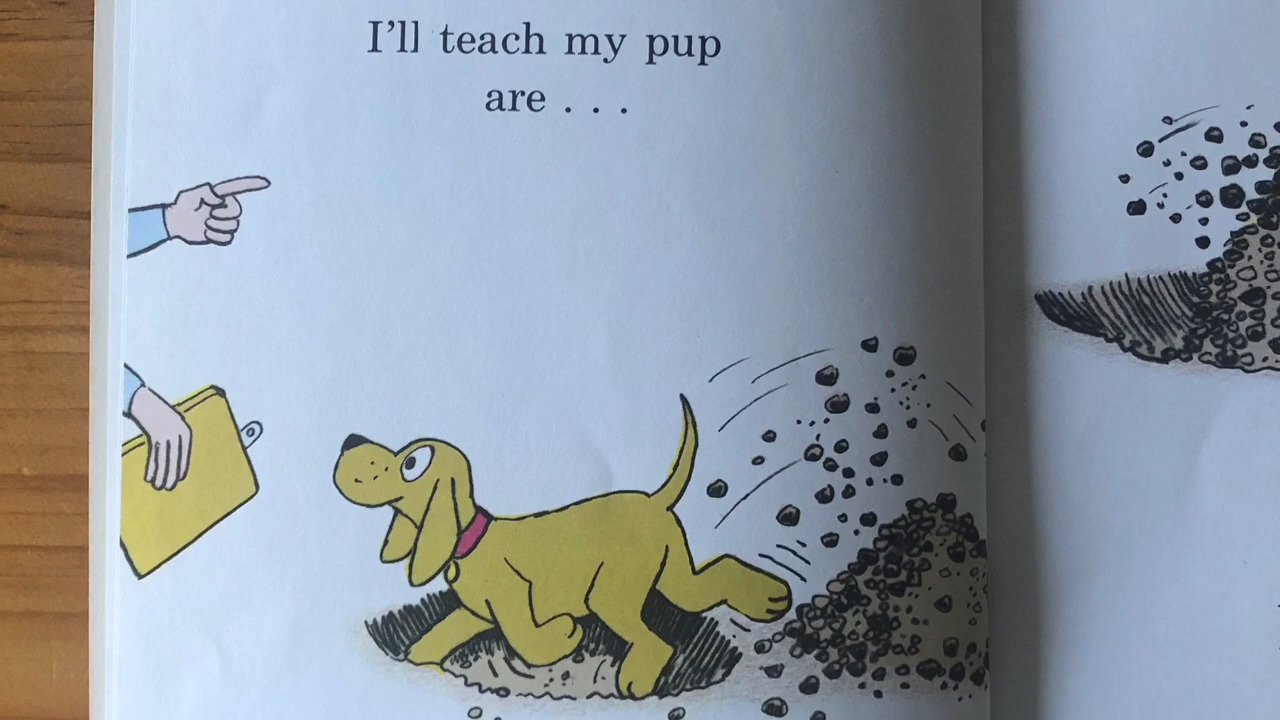 I'll teach my pup
are . . .